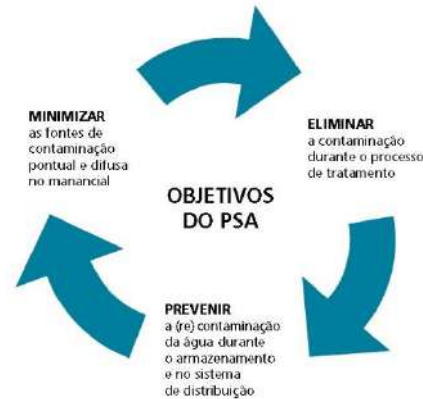 MINIMIZAR
as fontes de
contaminação
pontual e difusa
no manancial
ELIMINAR
a contaminação
durante o processo
de tratamento
OBJETIVOS
DO PSA
PREVENIR
a (re) contaminação
da água durante
o armazenamento
e no sistema
de distribuição